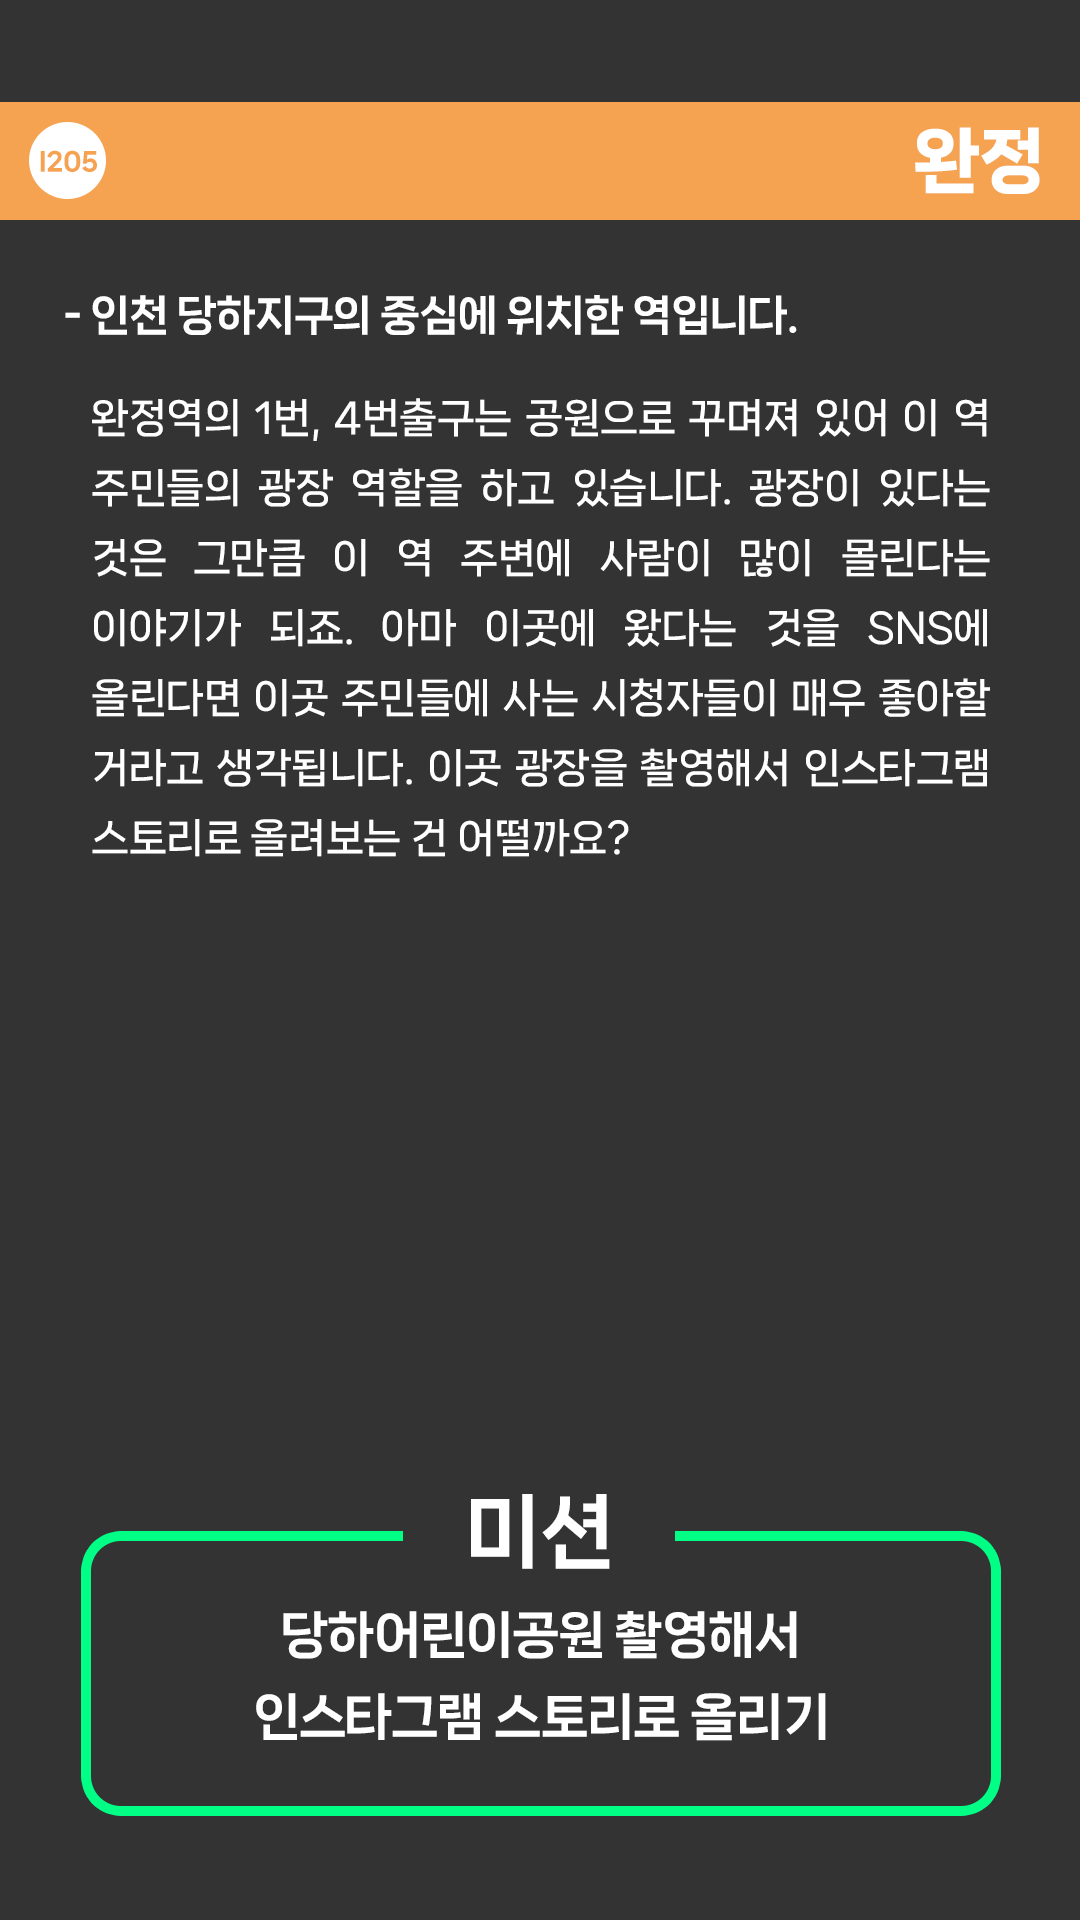 I205
완정
- 인천 당하지구의 중심에 위치한 역입니다.
완정역의 1번, 4번출구는 공원으로 꾸며져 있어 이 역
주민들의 광장 역할을 하고 있습니다. 광장이 있다는
것은 그만큼 이 역 주변에 사람이 많이 몰린다는
이야기가 되죠. 아마 이곳에 왔다는 것을 SNS에
올린다면 이곳 주민들에 사는 시청자들이 매우 좋아할
거라고 생각됩니다. 이곳 광장을 촬영해서 인스타그램
스토리로 올려보는 건 어떨까요?
미션
당하어린이공원 촬영해서
인스타그램 스토리로 올리기